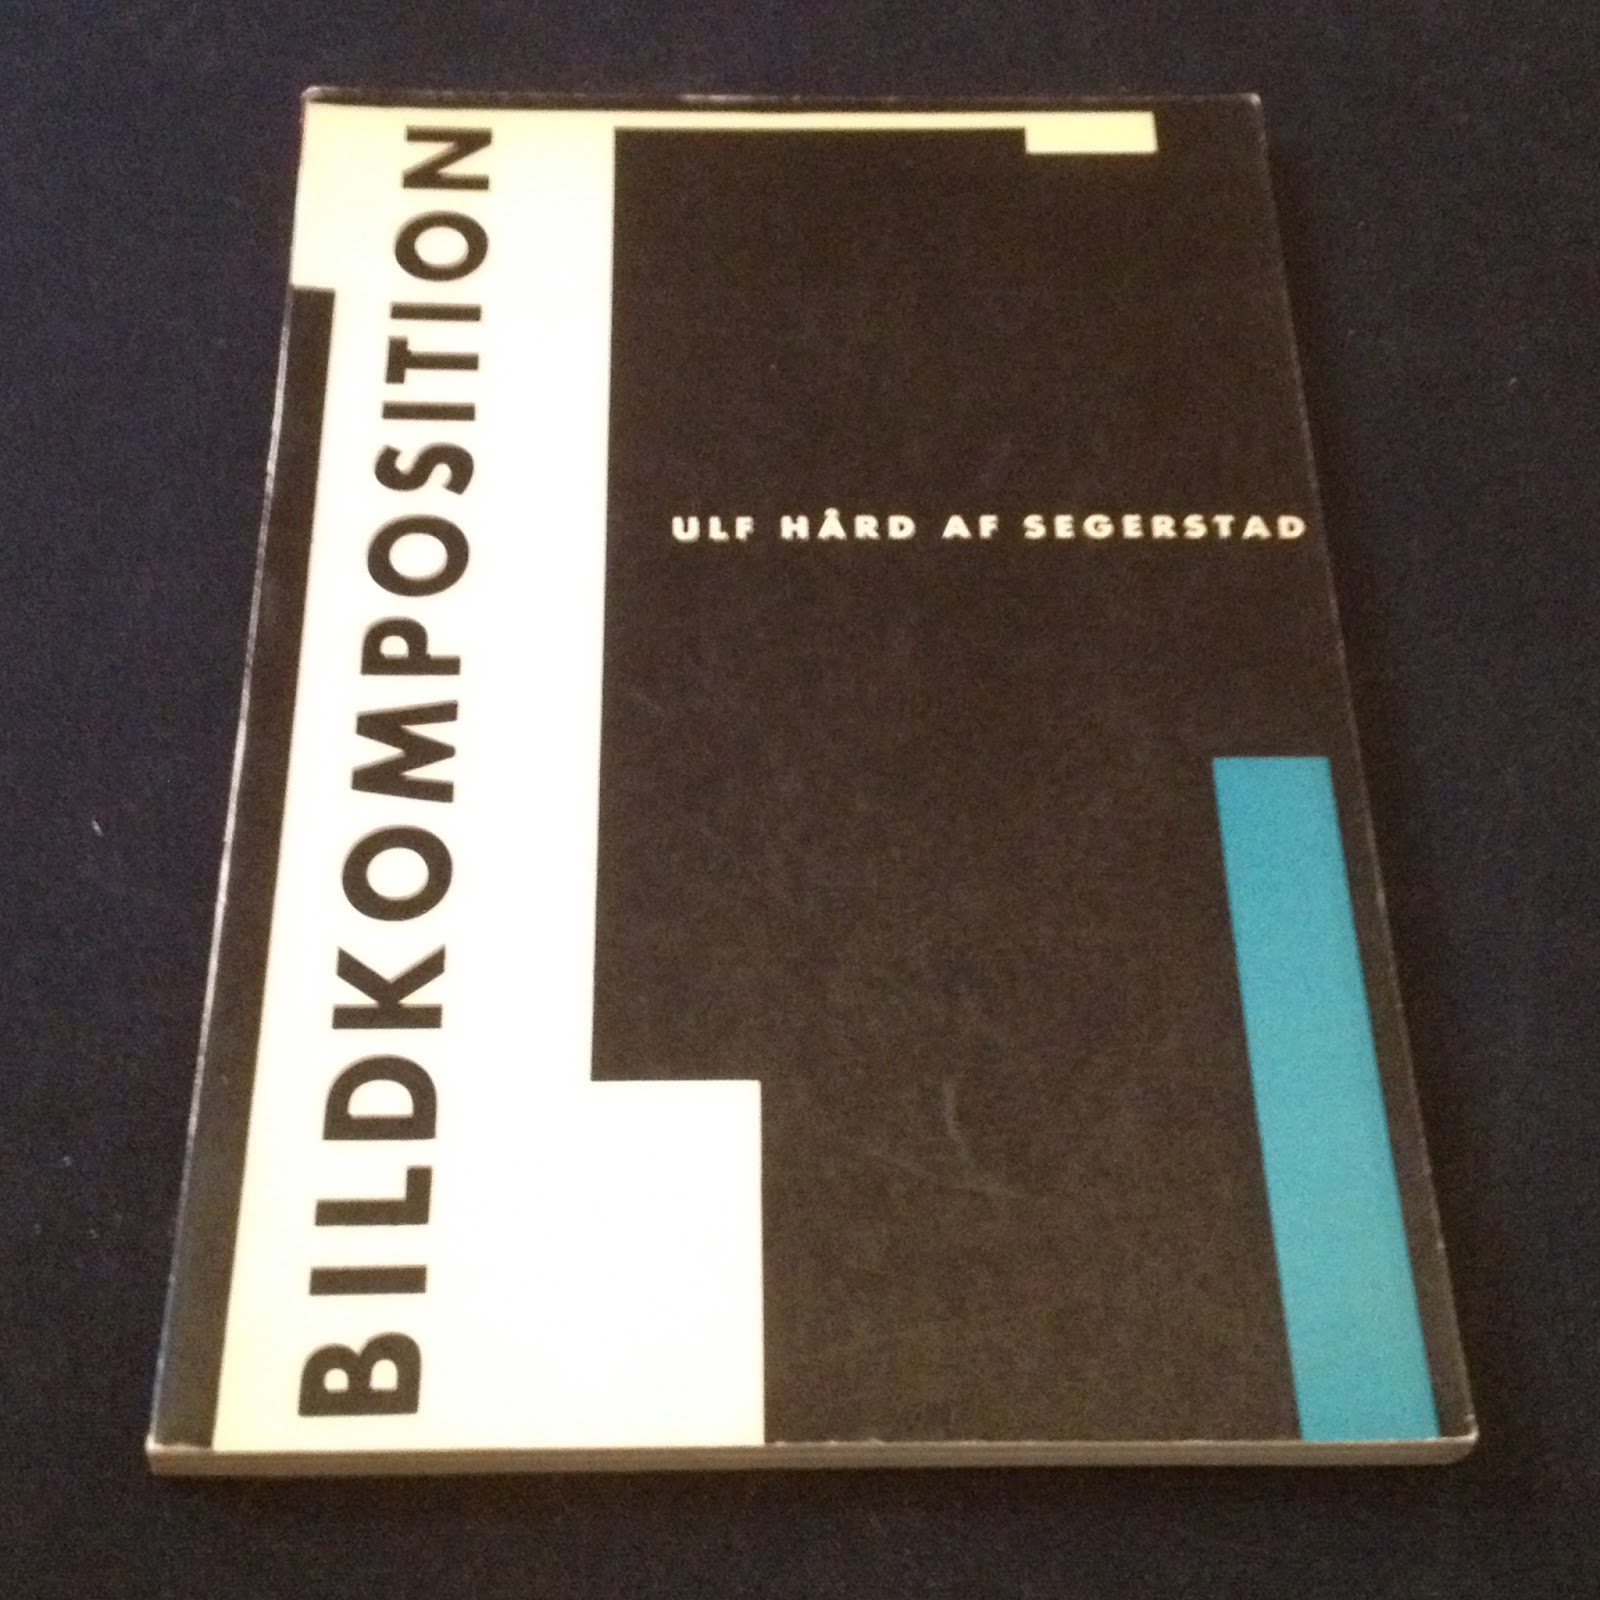 BILDKOMPOSITION
ULF HÅRD AF SEGERSTAD